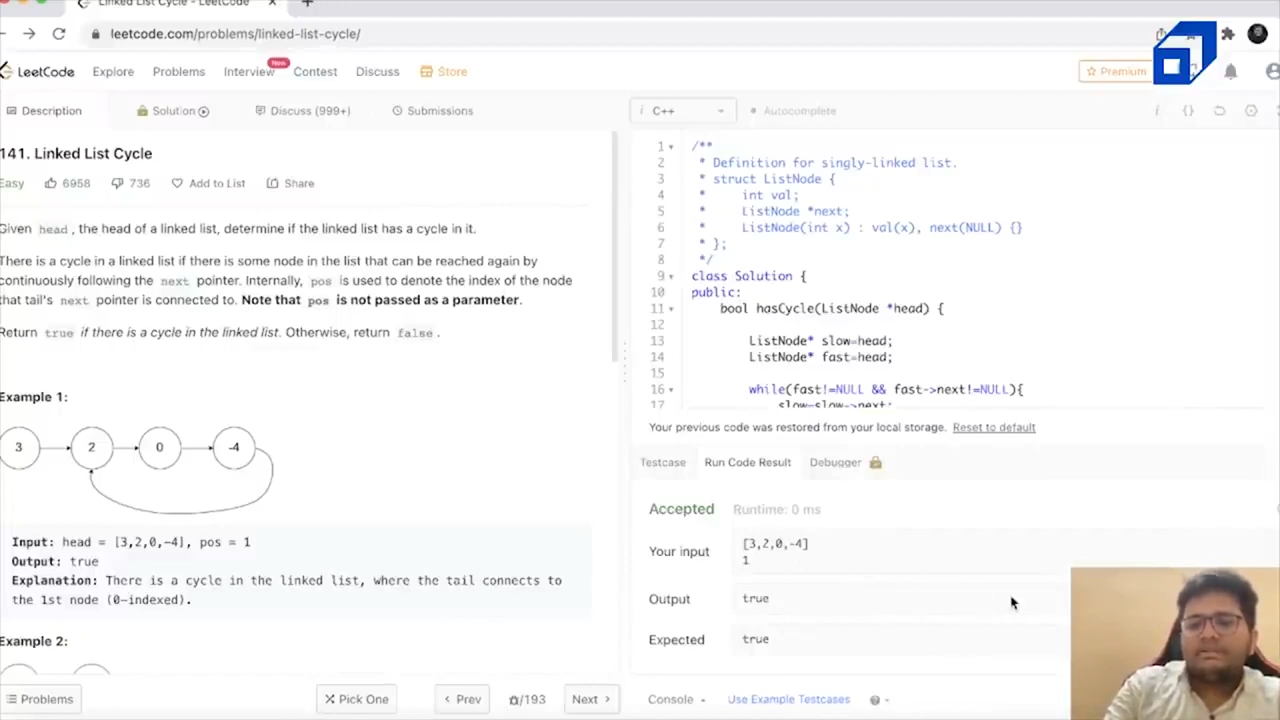 Linked List Cycle - LeetCode
leetcode.com/problems/linked-list-cycle/
LeetCode
Explore
Problems
Interview
New
Contest
Discuss
Store
Premium
Description
Solution
Discuss (999+)
Submissions
141. Linked List Cycle
Easy
6958
736
Add to List
Share
Given head , the head of a linked list, determine if the linked list has a cycle in it.
There is a cycle in a linked list if there is some node in the list that can be reached again by
continuously following the next pointer. Internally, pos is used to denote the index of the node
that tail's next pointer is connected to. Note that pos is not passed as a parameter.
Return true if there is a cycle in the linked list. Otherwise, return false .
Example 1:
3
2
0
-4
Input: head = [3,2,0,-4], pos = 1
Output: true
Explanation: There is a cycle in the linked list, where the tail connects to
the 1st node (0-indexed).
Example 2:
Problems
Pick One
Prev
/193
Next
i C++
Autocomplete
i
{}
1 /**
2 * Definition for singly-linked list.
3 * struct ListNode {
4 * int val;
5 * ListNode *next;
6 * ListNode(int x) : val(x), next(NULL) {}
7 * };
8 */
9 class Solution {
10 public:
11 bool hasCycle(ListNode *head) {
12
13 ListNode* slow=head;
14 ListNode* fast=head;
15
16 while(fast!=NULL && fast->next!=NULL){
17 slow=slow->next;
Your previous code was restored from your local storage. Reset to default
Testcase
Run Code Result
Debugger
Accepted
Runtime: 0 ms
Your input
[3,2,0,-4]
1
Output
true
Expected
true
Console
Use Example Testcases